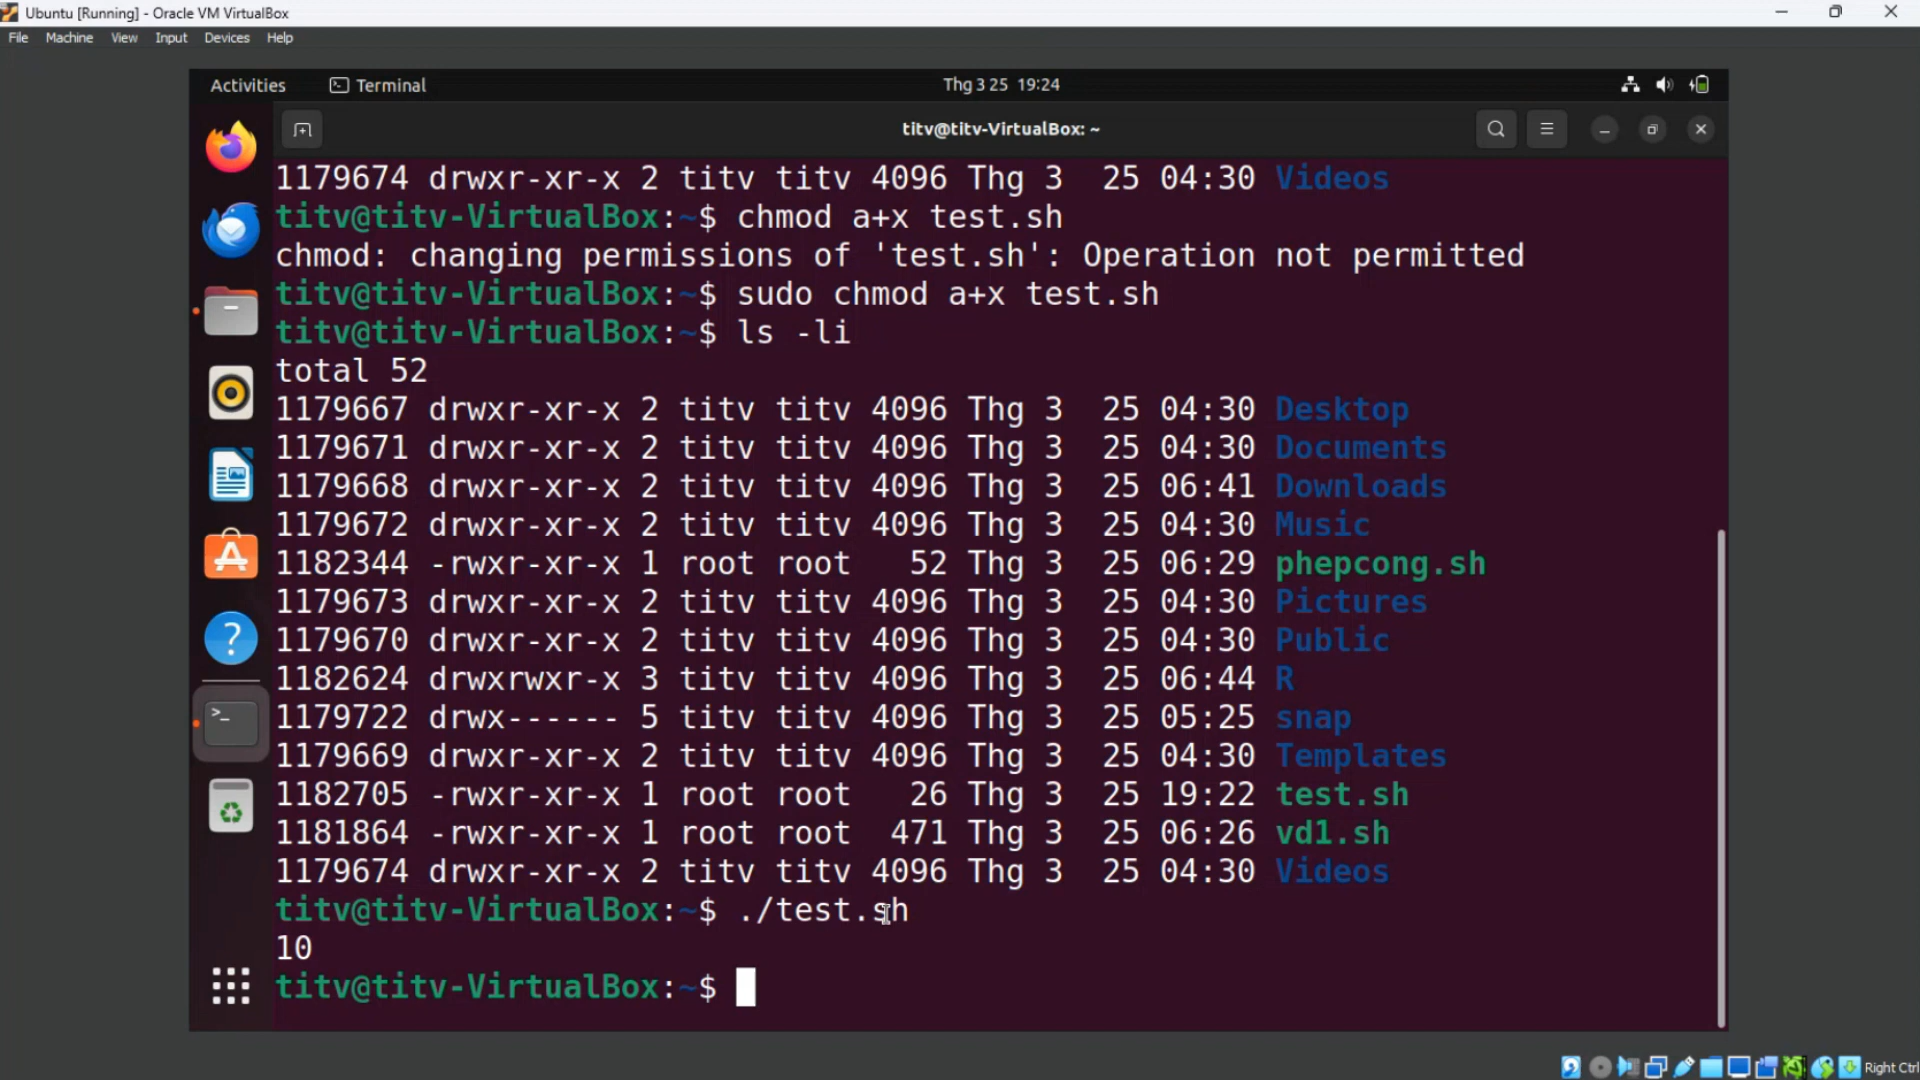 Ubuntu [Running] - Oracle VM VirtualBox
File Machine View Input Devices Help
Activities Terminal Thg 3 25 19:24
titv@titv-VirtualBox: ~
1179674 drwxr-xr-x 2 titv titv 4096 Thg 3  25 04:30 Videos
titv@titv-VirtualBox:~$ chmod a+x test.sh
chmod: changing permissions of 'test.sh': Operation not permitted
titv@titv-VirtualBox:~$ sudo chmod a+x test.sh
titv@titv-VirtualBox:~$ ls -li
total 52
1179667 drwxr-xr-x 2 titv titv 4096 Thg 3  25 04:30 Desktop
1179671 drwxr-xr-x 2 titv titv 4096 Thg 3  25 04:30 Documents
1179668 drwxr-xr-x 2 titv titv 4096 Thg 3  25 06:41 Downloads
1179672 drwxr-xr-x 2 titv titv 4096 Thg 3  25 04:30 Music
1182344 -rwxr-xr-x 1 root root   52 Thg 3  25 06:29 phepcong.sh
1179673 drwxr-xr-x 2 titv titv 4096 Thg 3  25 04:30 Pictures
1179670 drwxr-xr-x 2 titv titv 4096 Thg 3  25 04:30 Public
1182624 drwxrwxr-x 3 titv titv 4096 Thg 3  25 06:44 R
1179722 drwx------ 5 titv titv 4096 Thg 3  25 05:25 snap
1179669 drwxr-xr-x 2 titv titv 4096 Thg 3  25 04:30 Templates
1182705 -rwxr-xr-x 1 root root   26 Thg 3  25 19:22 test.sh
1181864 -rwxr-xr-x 1 root root  471 Thg 3  25 06:26 vd1.sh
1179674 drwxr-xr-x 2 titv titv 4096 Thg 3  25 04:30 Videos
titv@titv-VirtualBox:~$ ./test.sh
10
titv@titv-VirtualBox:~$
Right Ctrl